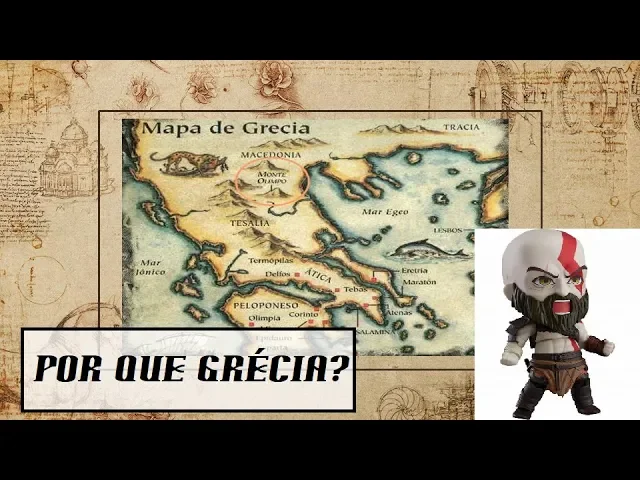 Mapa de Grecia
TRACIA
MACEDONIA
MONTE
OLIMPO
Mar Egeo
TESALIA
LESBOS
Mar
Jónico
Termópilas
Delfos
ÁTICA
Eretria
Maratón
Tebas
PELOPONESO
Olimpia
Corinto
Atenas
SALAMINA
POR QUE GRÉCIA?